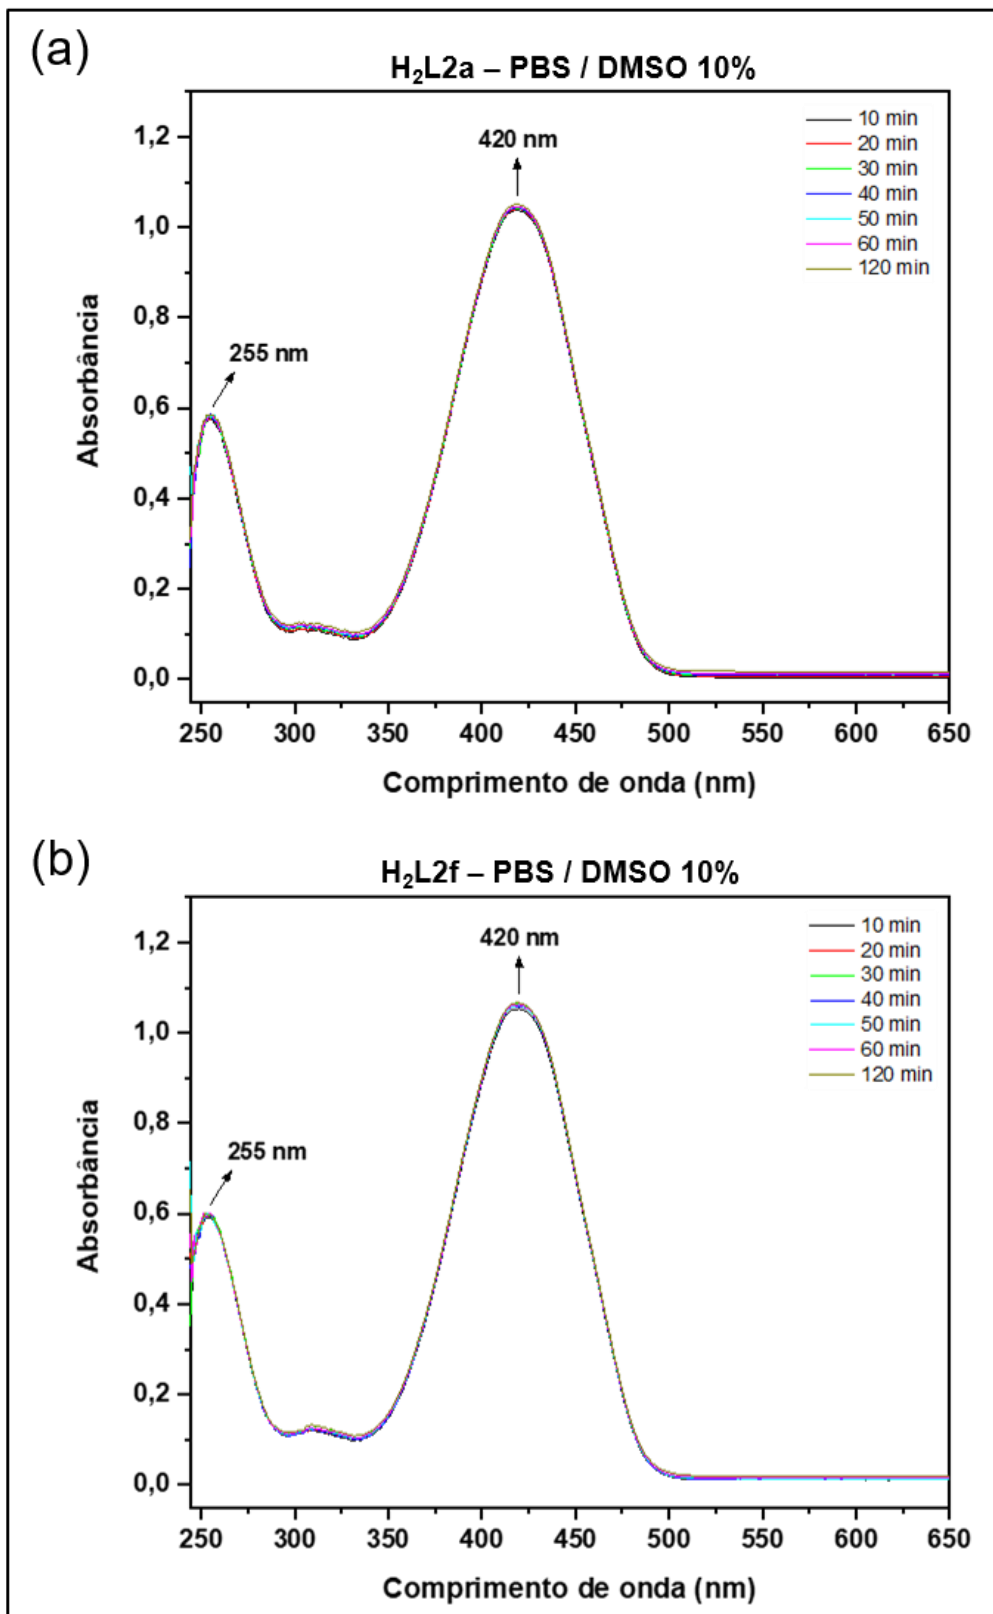 (a)
H₂L2a – PBS / DMSO 10%
1,2
1,0
0,8
0,6
0,4
0,2
0,0
Absorbância
420 nm
255 nm
10 min
20 min
30 min
40 min
50 min
60 min
120 min
250 300 350 400 450 500 550 600 650
Comprimento de onda (nm)
(b)
H₂L2f – PBS / DMSO 10%
1,2
1,0
0,8
0,6
0,4
0,2
0,0
Absorbância
420 nm
255 nm
10 min
20 min
30 min
40 min
50 min
60 min
120 min
250 300 350 400 450 500 550 600 650
Comprimento de onda (nm)